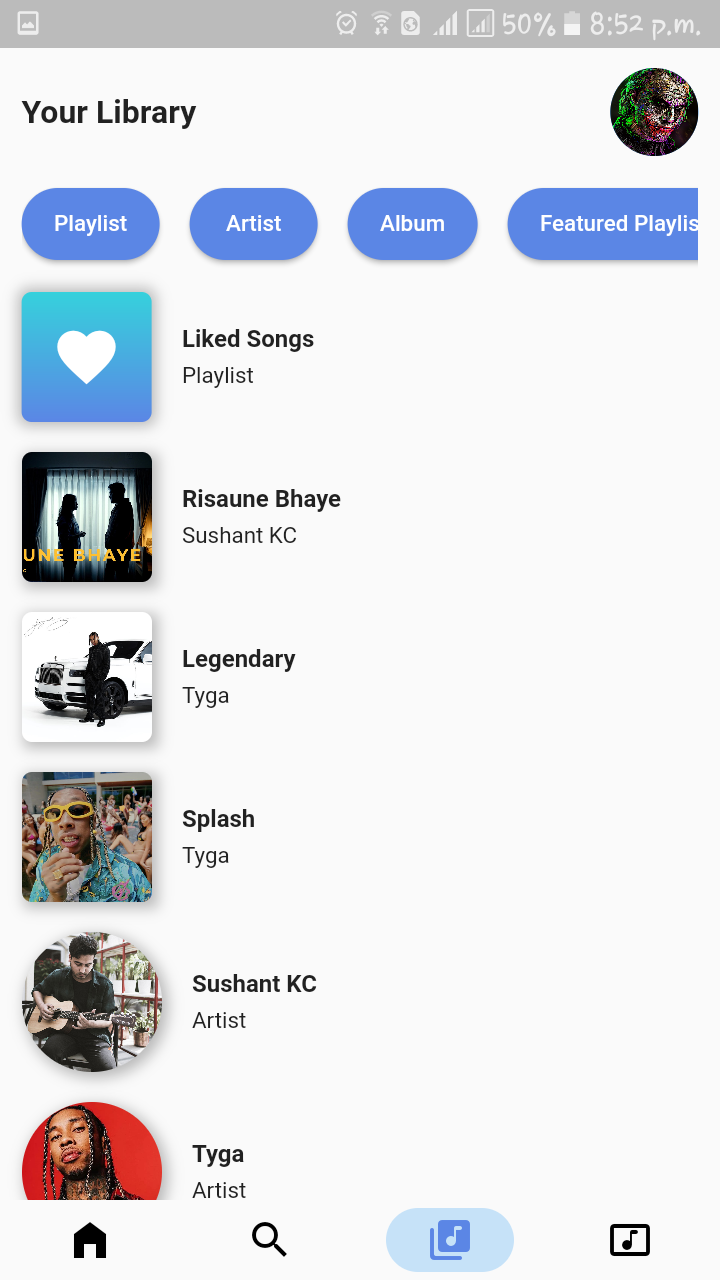 50% 8:52 p.m.
Your Library
Playlist Artist Album Featured Playlis
Liked Songs
Playlist
Risaune Bhaye
Sushant KC
UNE BHAYE
Legendary
Tyga
Splash
Tyga
Sushant KC
Artist
Tyga
Artist